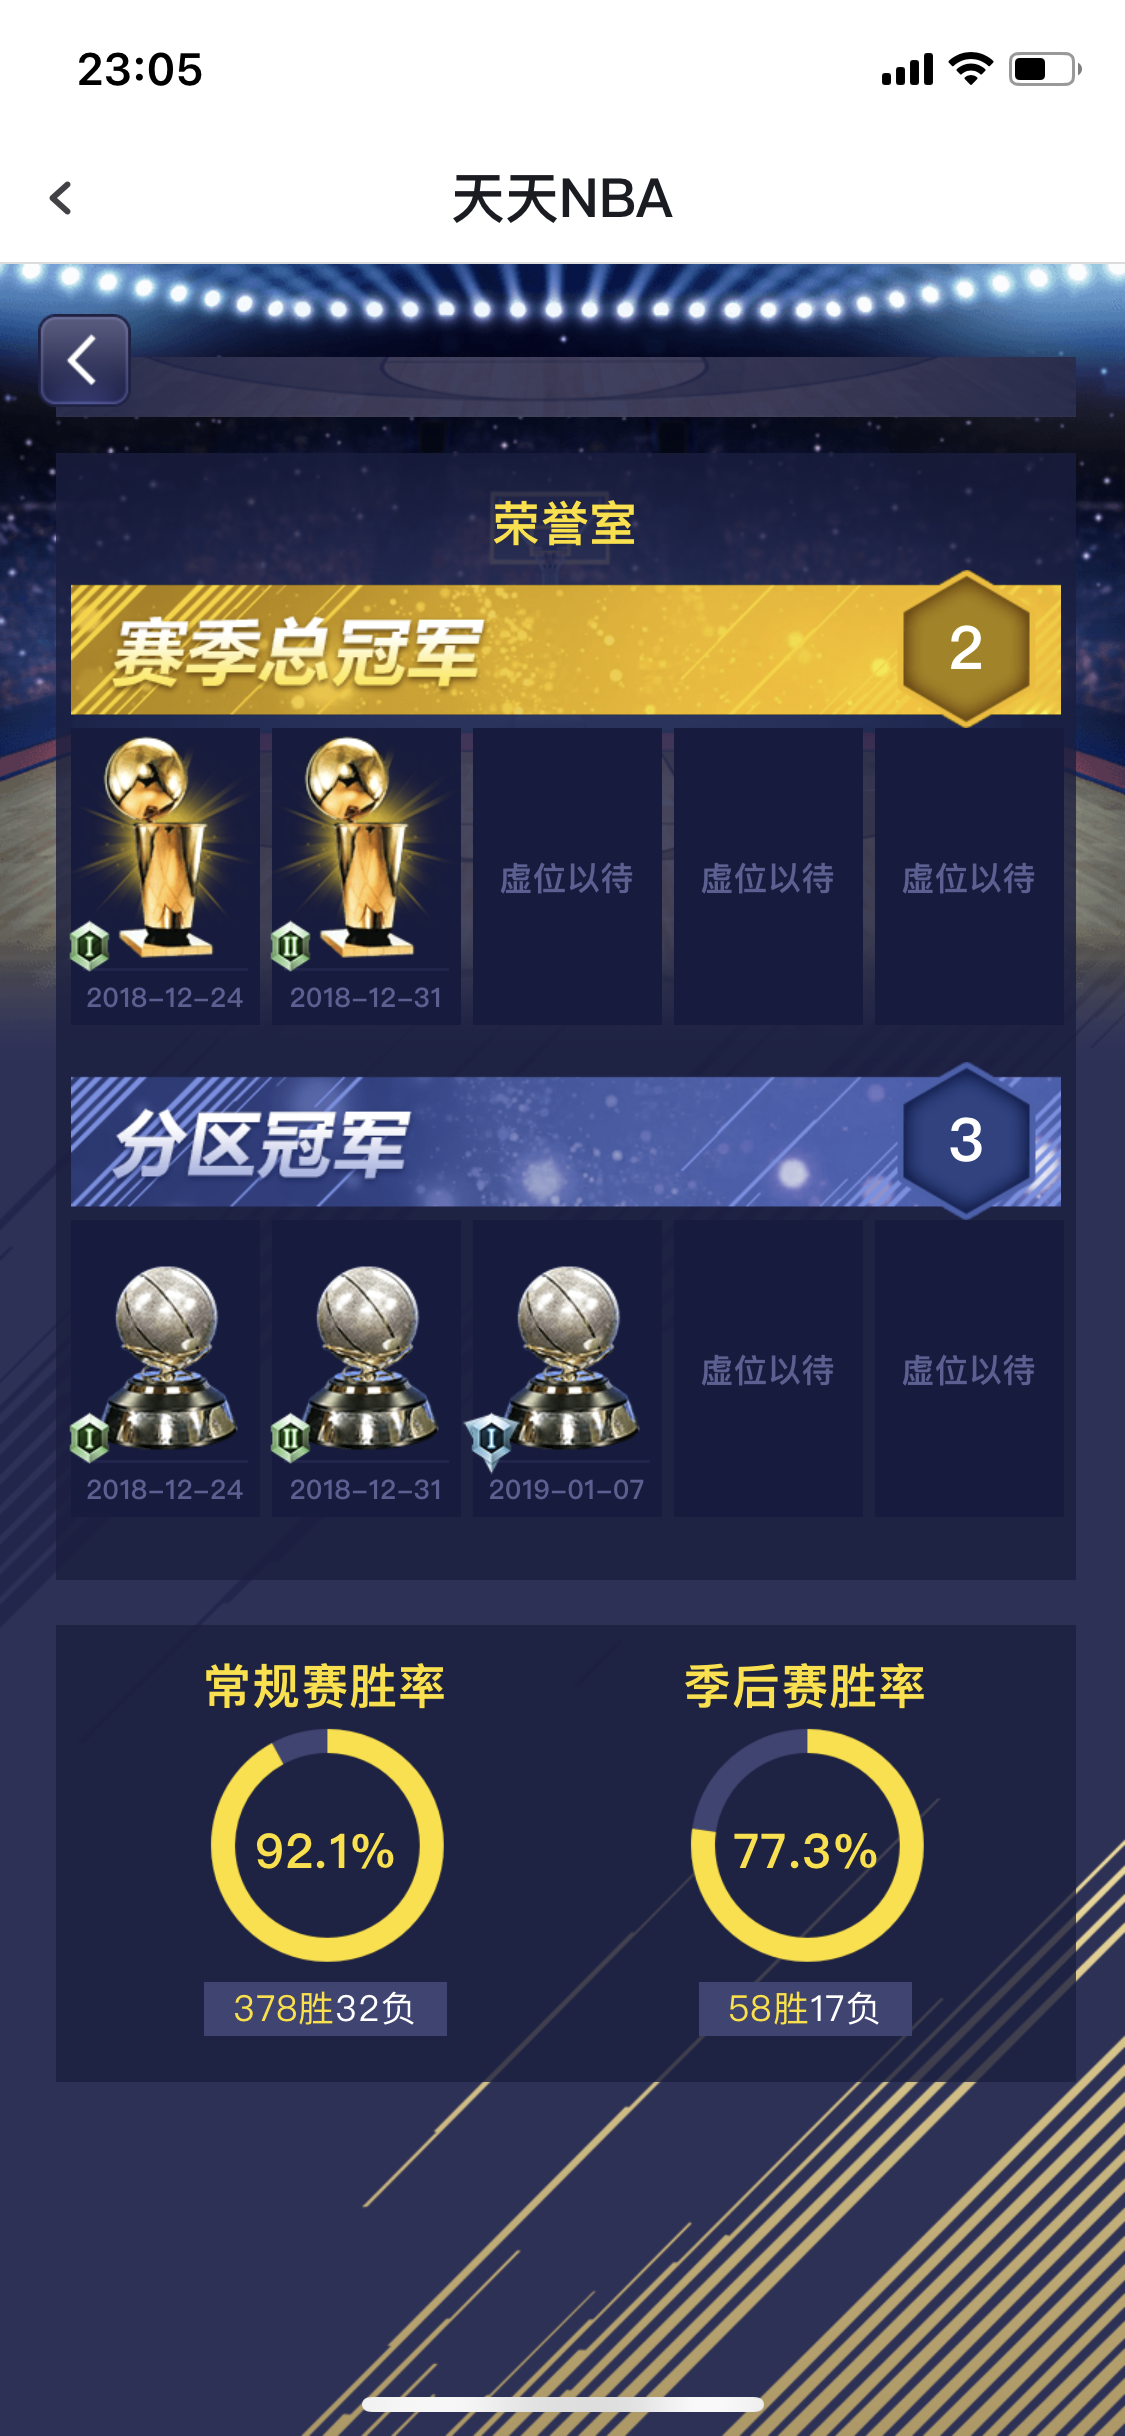 23:05
天天NBA
荣誉室
赛季总冠军
2
虚位以待 虚位以待 虚位以待
I II
2018-12-24 2018-12-31
分区冠军
3
虚位以待 虚位以待
I II I
2018-12-24 2018-12-31 2019-01-07
常规赛胜率 季后赛胜率
92.1% 77.3%
378胜32负 58胜17负